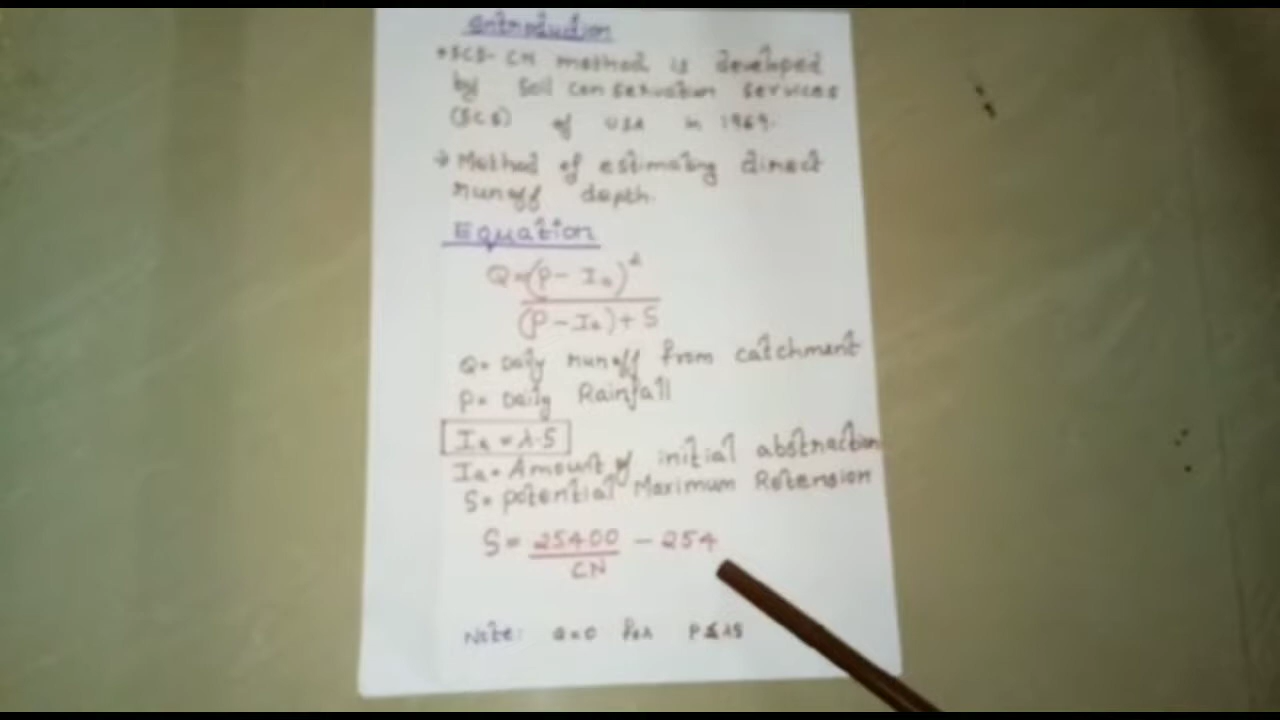 Introduction
→ SCS-CN method is developed
by Soil conservation services
(SCS) of USA in 1969.
→ Method of estimating direct
runoff depth.
Equation
Q = (P - Ia)²
(P - Ia) + S
Q = Daily runoff from catchment
P = Daily Rainfall
Ia = λ.S
Ia = Amount of initial abstraction
S = potential Maximum Retension
S = 25400 - 254
CN
Note: Q=0 for P≤λS